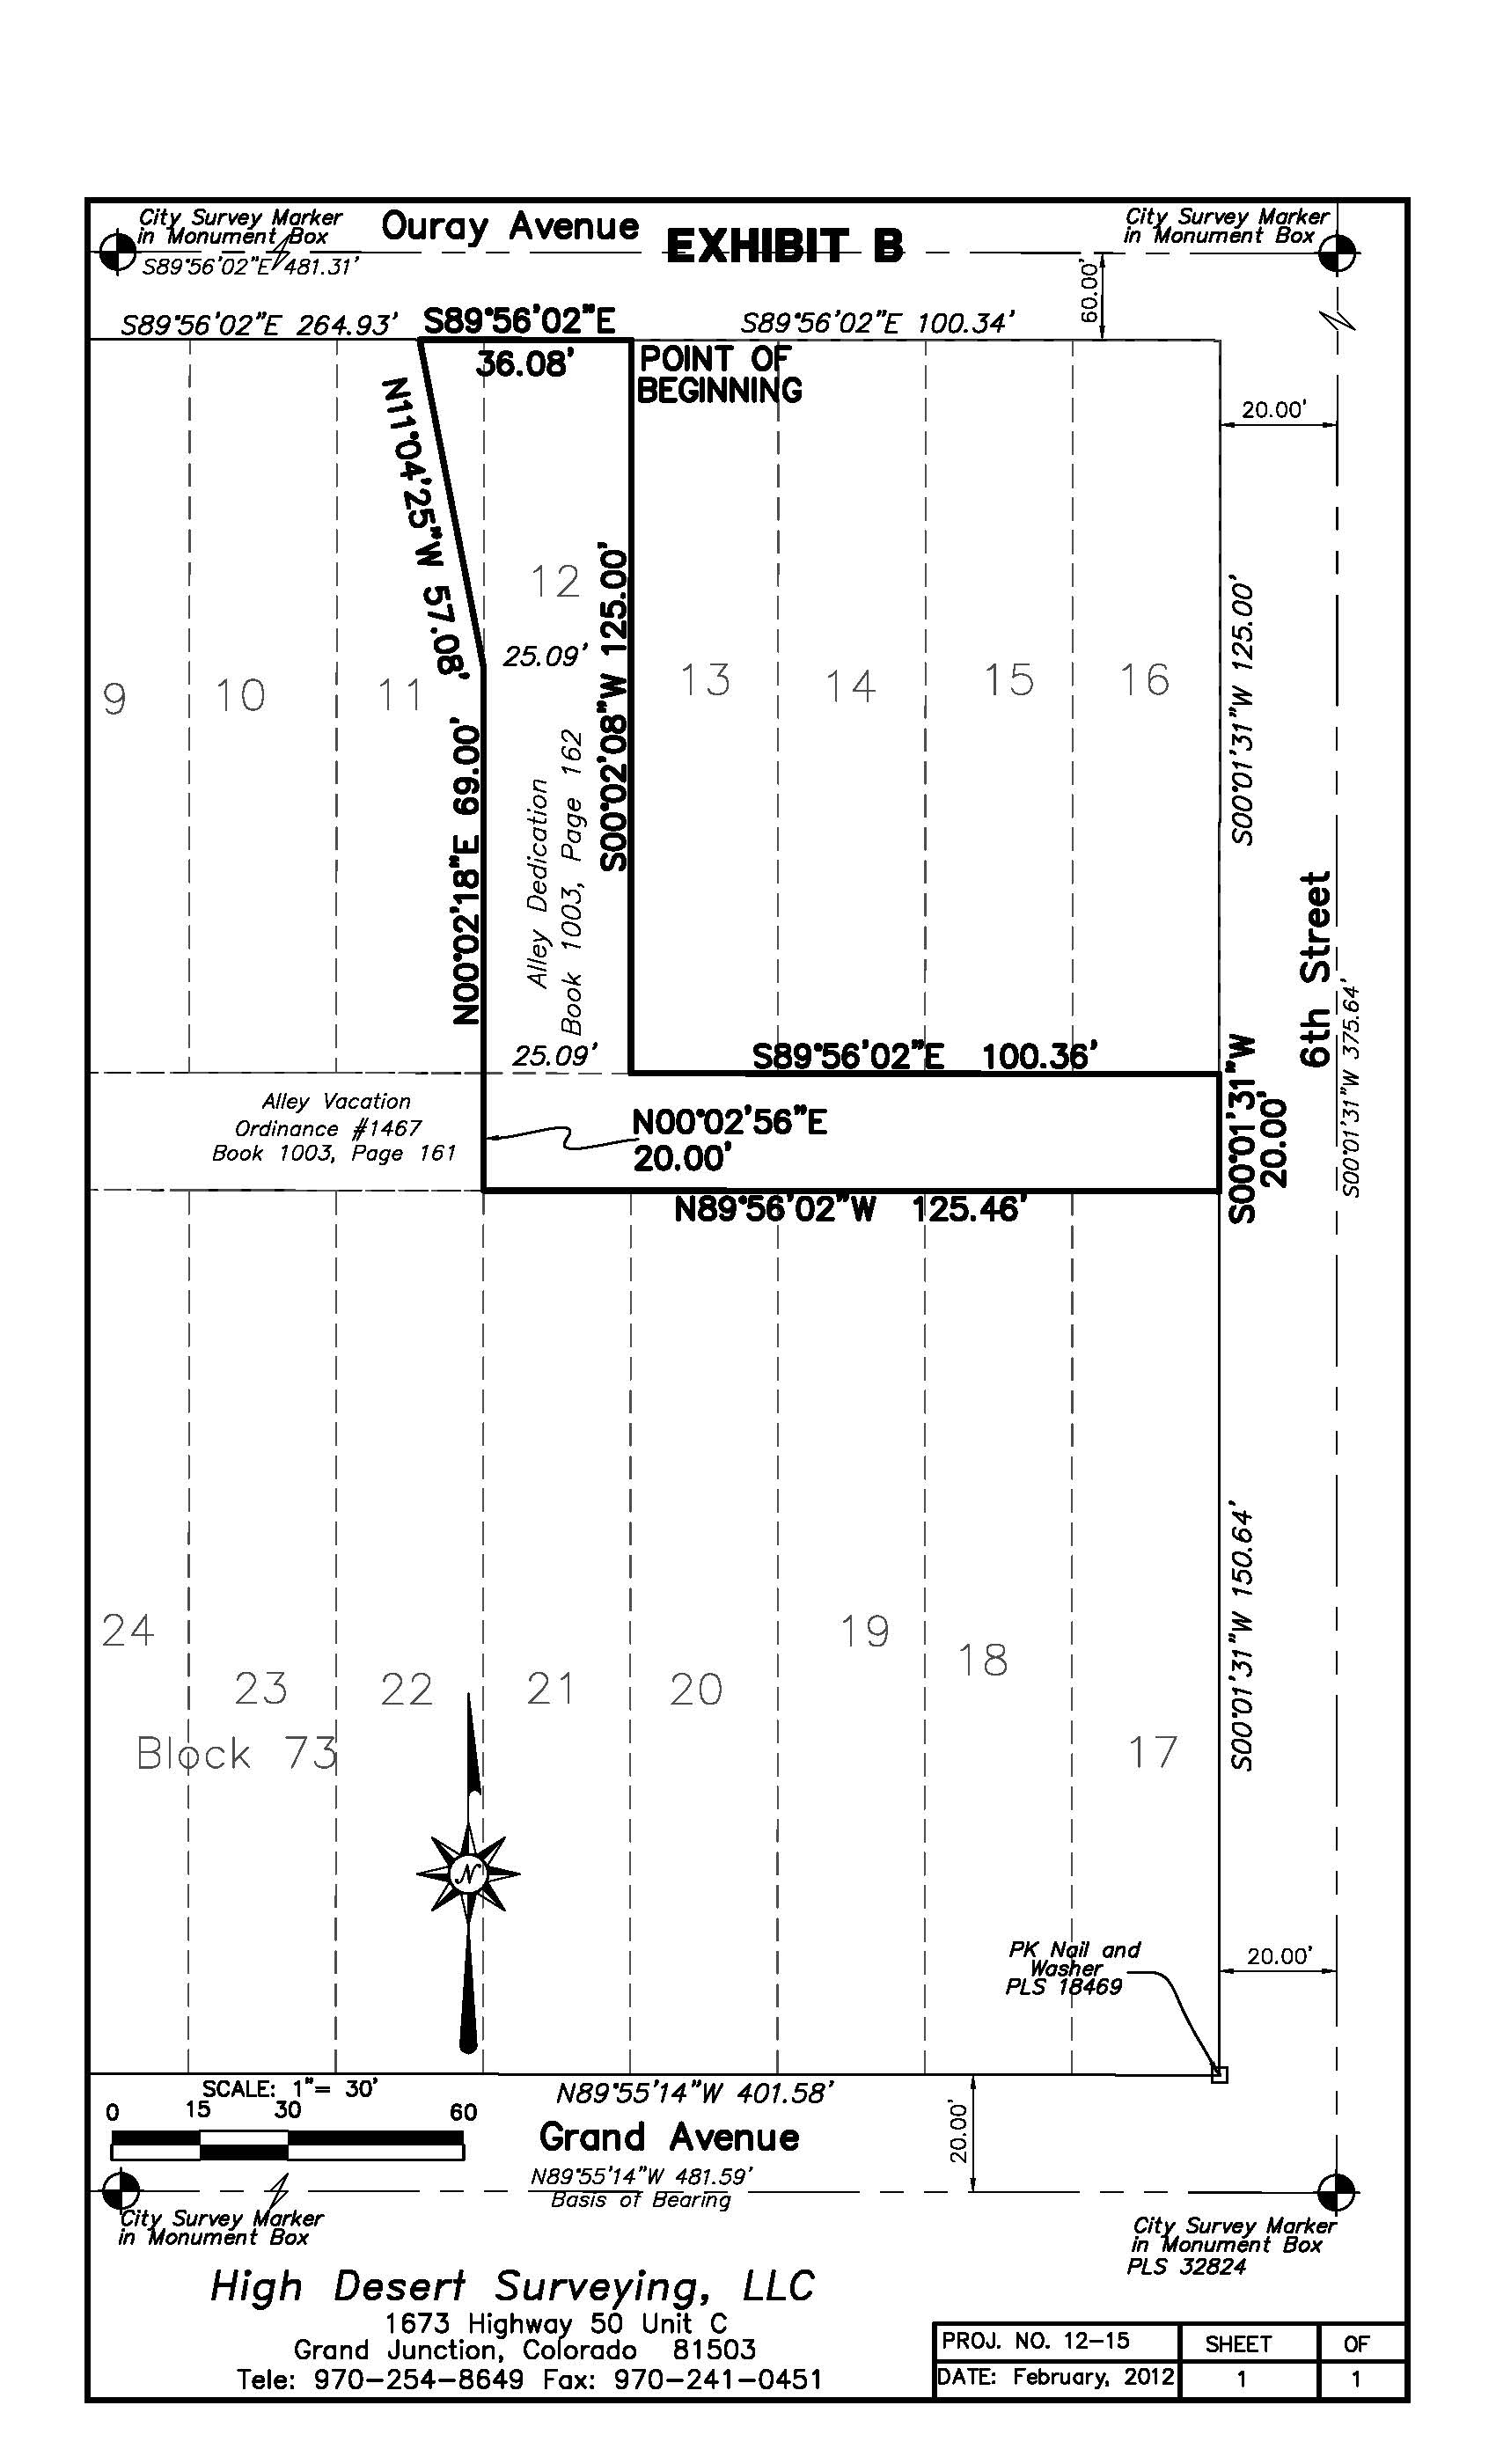 City Survey Marker
in Monument Box
S89°56'02"E 481.31'
Ouray Avenue
EXHIBIT B
City Survey Marker
in Monument Box
60.00'
S89°56'02"E 264.93'
S89°56'02"E
36.08'
S89°56'02"E 100.34'
POINT OF
BEGINNING
20.00'
N11°04'25"W 57.08'
12
25.09'
S00°02'08"W 125.00'
9
10
11
13
14
15
16
S00°01'31"W 125.00'
N00°02'18"E 69.00'
Alley Dedication
Book 1003, Page 162
25.09'
S89°56'02"E 100.36'
6th Street
S00°01'31"W 375.64'
S00°01'31"W
20.00'
Alley Vacation
Ordinance #1467
Book 1003, Page 161
N00°02'56"E
20.00'
N89°56'02"W 125.46'
S00°01'31"W 150.64'
24
23
22
21
20
19
18
17
Block 73
N
PK Nail and
Washer
PLS 18469
20.00'
SCALE: 1"= 30'
0 15 30 60
N89°55'14"W 401.58'
Grand Avenue
20.00'
N89°55'14"W 481.59'
Basis of Bearing
City Survey Marker
in Monument Box
City Survey Marker
in Monument Box
PLS 32824
High Desert Surveying, LLC
1673 Highway 50 Unit C
Grand Junction, Colorado 81503
Tele: 970-254-8649 Fax: 970-241-0451
PROJ. NO. 12-15
SHEET
OF
DATE: February, 2012
1
1